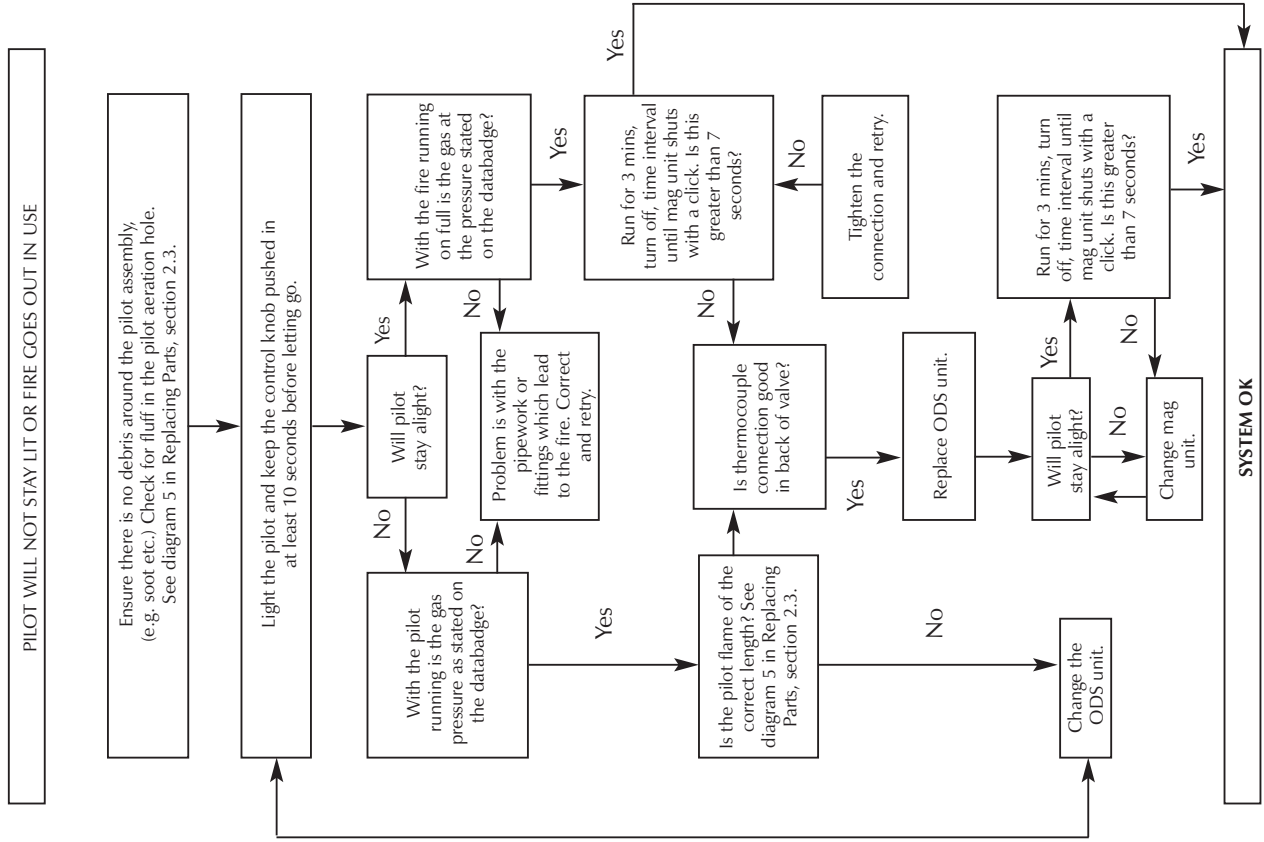 PILOT WILL NOT STAY LIT OR FIRE GOES OUT IN USE
Ensure there is no debris around the pilot assembly,
(e.g. soot etc.) Check for fluff in the pilot aeration hole.
See diagram 5 in Replacing Parts, section 2.3.
Light the pilot and keep the control knob pushed in
at least 10 seconds before letting go.
Will pilot
stay alight?
No
Yes
With the pilot
running is the gas
pressure as stated on
the databadge?
With the fire running
on full is the gas at
the pressure stated
on the databadge?
No
No
Problem is with the
pipework or
fittings which lead
to the fire. Correct
and retry.
Yes
Yes
Run for 3 mins,
turn off, time interval
until mag unit shuts
with a click. Is this
greater than 7
seconds?
Yes
No
Is the pilot flame of the
correct length? See
diagram 5 in Replacing
Parts, section 2.3.
Is thermocouple
connection good
in back of valve?
No
Tighten the
connection and retry.
Yes
No
Replace ODS unit.
Will pilot
stay alight?
Yes
Run for 3 mins, turn
off, time interval until
mag unit shuts with a
click. Is this greater
than 7 seconds?
No
No
Change mag
unit.
Change the
ODS unit.
Yes
SYSTEM OK